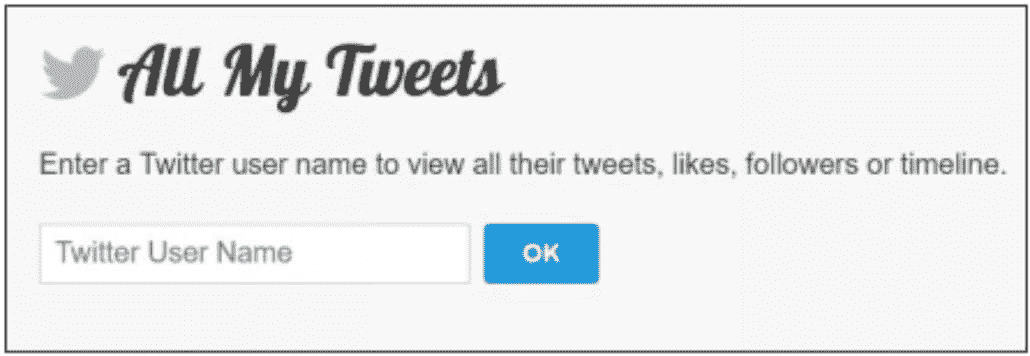 All My Tweets
Enter a Twitter user name to view all their tweets, likes, followers or timeline.
Twitter User Name OK